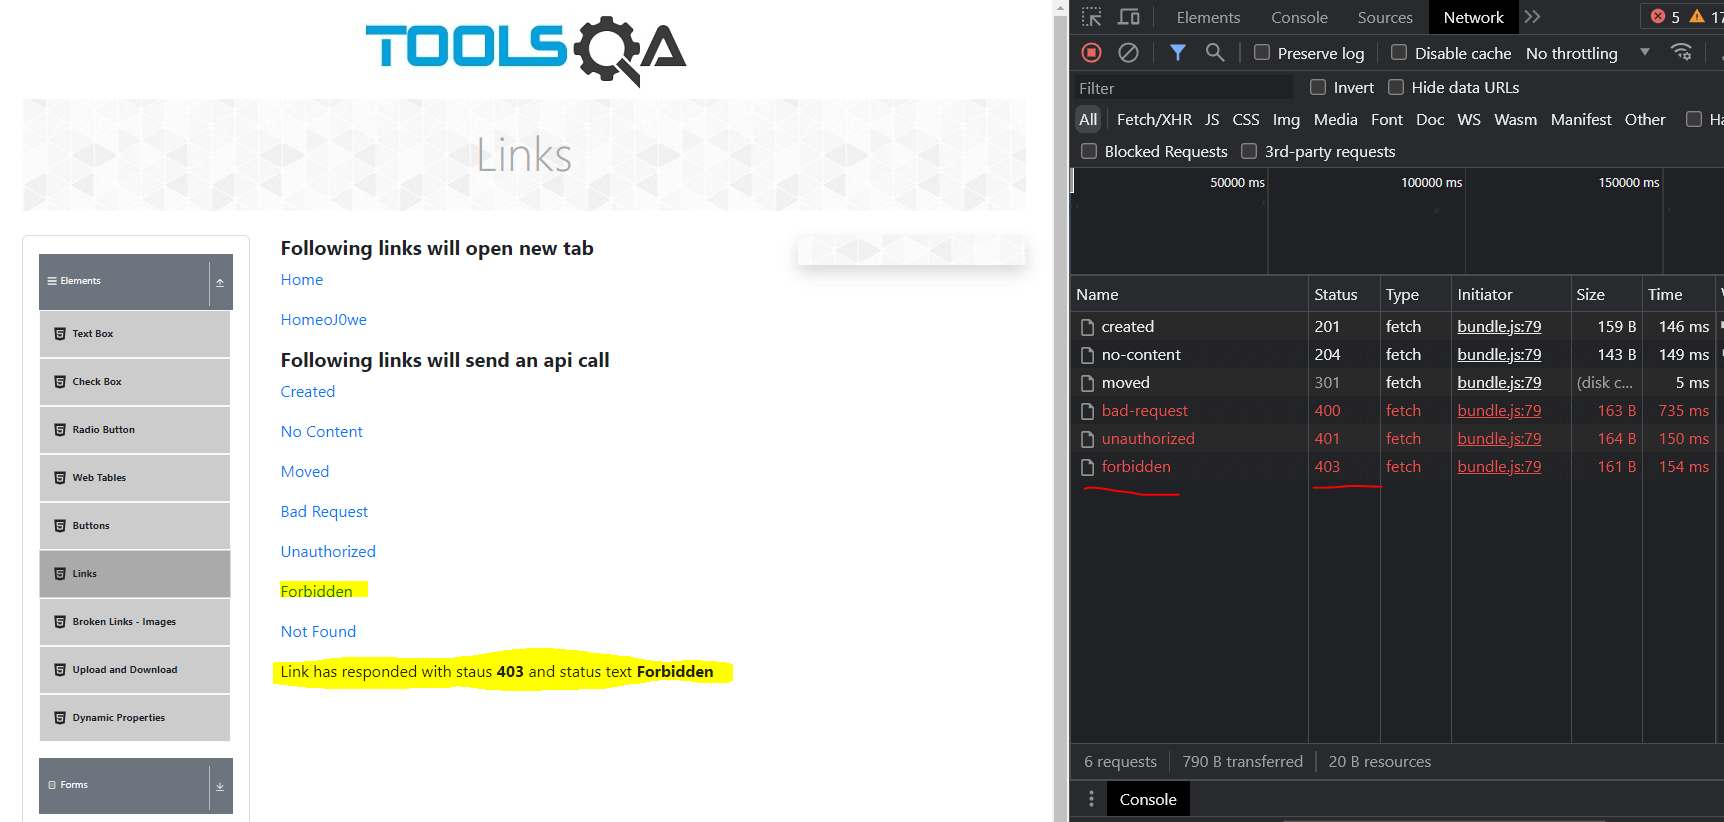 TOOLSQA
Links
Elements
Text Box
Check Box
Radio Button
Web Tables
Buttons
Links
Broken Links - Images
Upload and Download
Dynamic Properties
Forms
Following links will open new tab
Home
HomeoJ0we
Following links will send an api call
Created
No Content
Moved
Bad Request
Unauthorized
Forbidden
Not Found
Link has responded with staus 403 and status text Forbidden
Elements Console Sources Network 5 17
Preserve log Disable cache No throttling
Filter Invert Hide data URLs
All Fetch/XHR JS CSS Img Media Font Doc WS Wasm Manifest Other Ha
Blocked Requests 3rd-party requests
50000 ms 100000 ms 150000 ms
Name Status Type Initiator Size Time
created 201 fetch bundle.js:79 159 B 146 ms
no-content 204 fetch bundle.js:79 143 B 149 ms
moved 301 fetch bundle.js:79 (disk c... 5 ms
bad-request 400 fetch bundle.js:79 163 B 735 ms
unauthorized 401 fetch bundle.js:79 164 B 150 ms
forbidden 403 fetch bundle.js:79 161 B 154 ms
6 requests 790 B transferred 20 B resources
Console